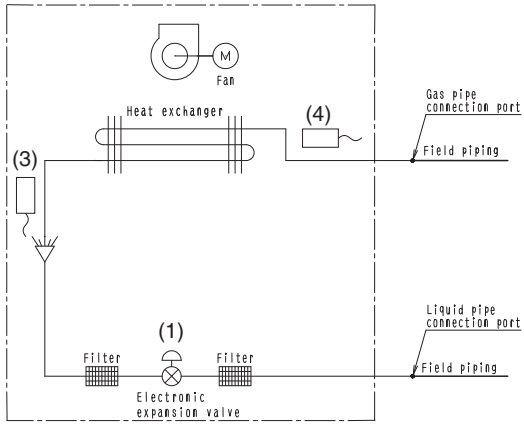 M
Fan
Heat exchanger
(4)
Gas pipe
connection port
Field piping
(3)
Liquid pipe
connection port
(1)
Filter
Filter
Field piping
Electronic
expansion valve